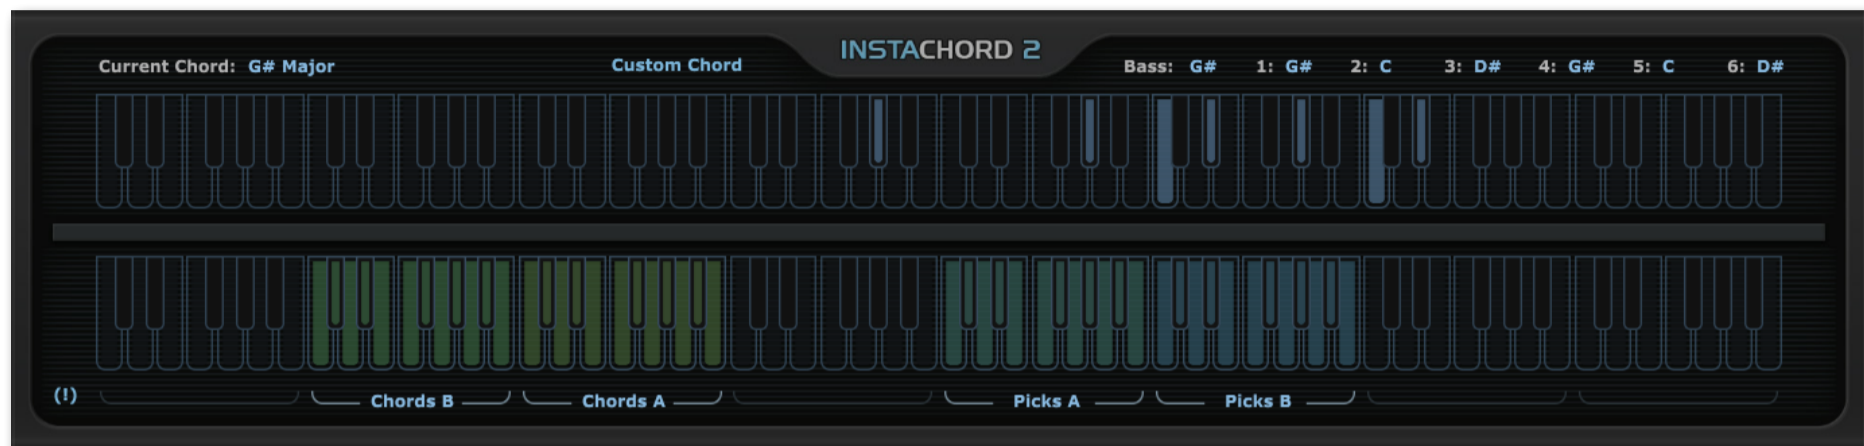 INSTACHORD 2
Current Chord: G# Major Custom Chord Bass: G# 1: G# 2: C 3: D# 4: G# 5: C 6: D#
(!) Chords B Chords A Picks A Picks B